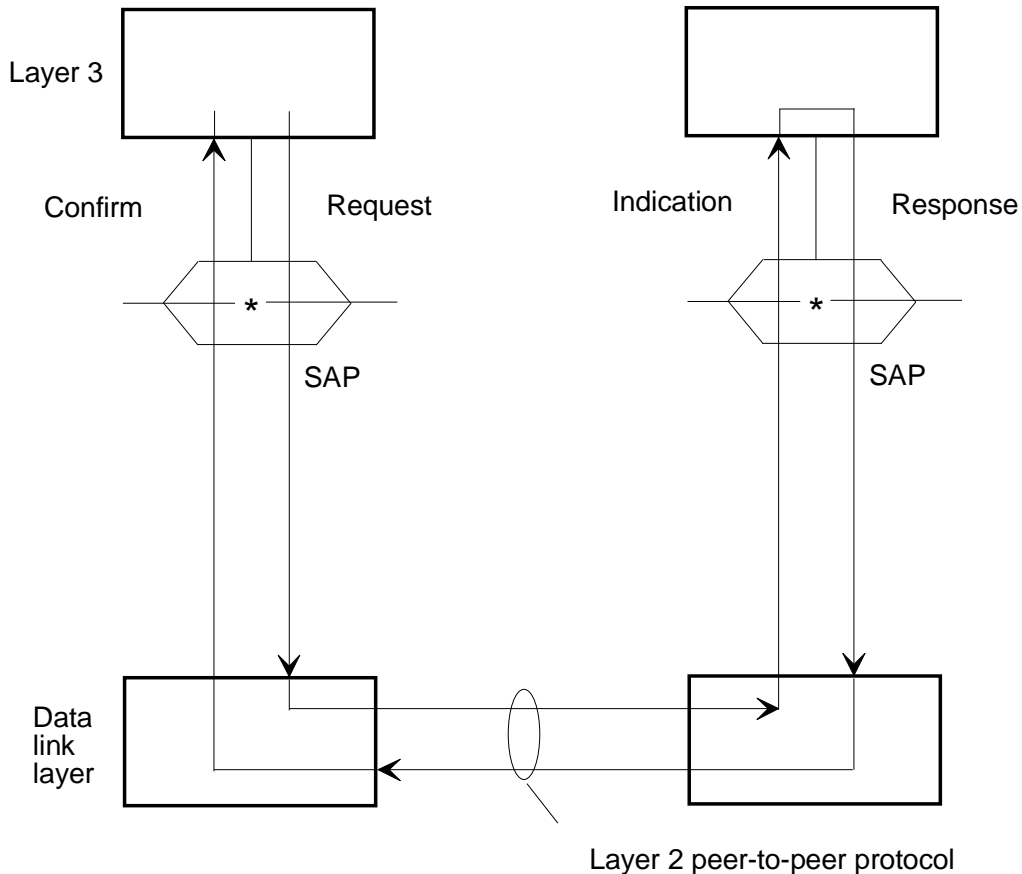 Layer 3
Confirm
Request
Indication
Response
*
*
SAP
SAP
Data
link
layer
Layer 2 peer-to-peer protocol